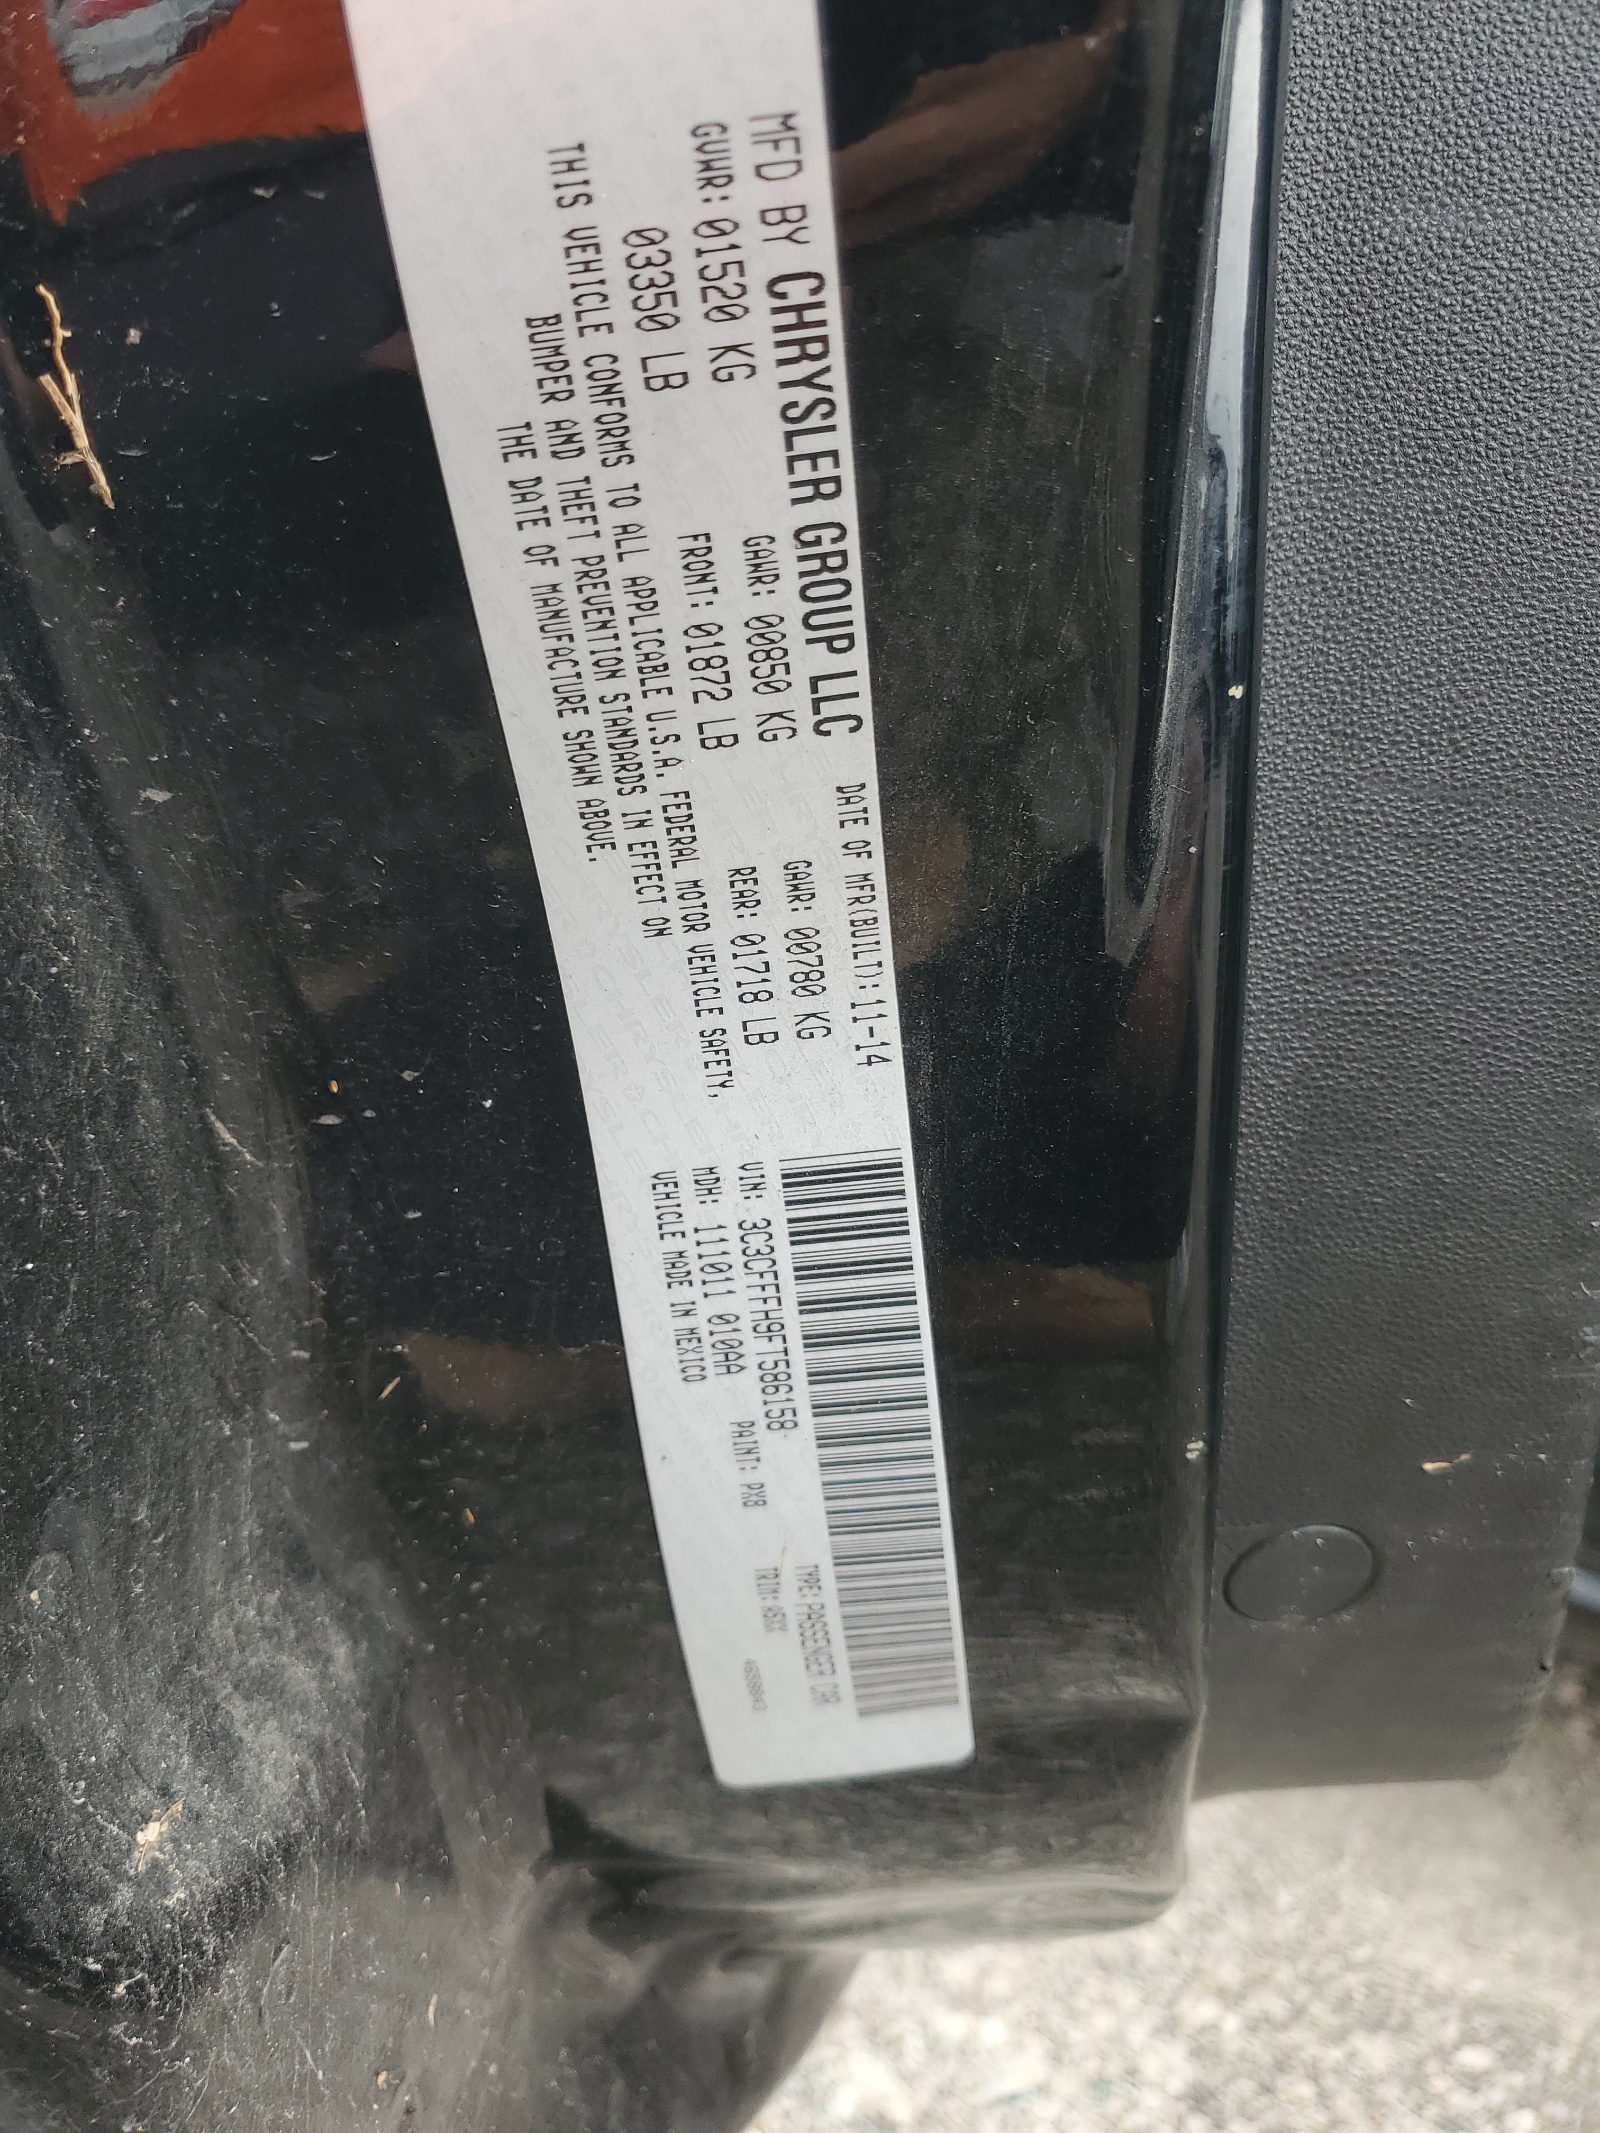 MFD BY CHRYSLER GROUP LLC DATE OF MFR(BUILT):11-14
GVWR: 01520 KG GAWR: 00850 KG GAWR: 00780 KG
03350 LB FRONT: 01872 LB REAR: 01718 LB
THIS VEHICLE CONFORMS TO ALL APPLICABLE U.S.A. FEDERAL MOTOR VEHICLE SAFETY,
BUMPER AND THEFT PREVENTION STANDARDS IN EFFECT ON
THE DATE OF MANUFACTURE SHOWN ABOVE.
VIN: 3C3CFFFH9FT586158 TYPE: PASSENGER CAR
MDH: 111011 010AA PAINT: PX8 TRIM:
VEHICLE MADE IN MEXICO